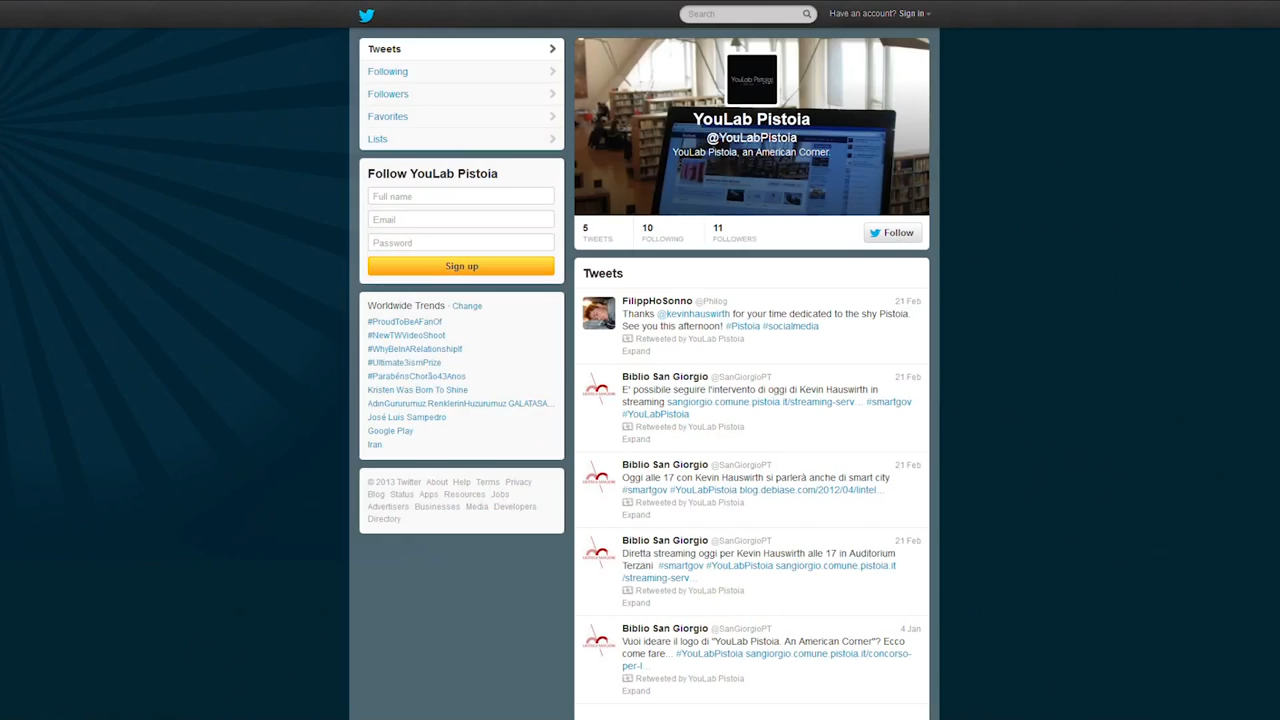 Search
Have an account? Sign in
Tweets
Following
Followers
Favorites
Lists
Follow YouLab Pistoia
Full name
Email
Password
Sign up
Worldwide Trends · Change
#ProudToBeAFanOf
#NewTWVideoShoot
#WhyBeInARelationshipIf
#Ultimate3ismPrize
#ParabénsChorão43Anos
Kristen Was Born To Shine
AdınGururumuz.RenklerinHuzurumuz GALATASA...
José Luis Sampedro
Google Play
Iran
© 2013 Twitter About Help Terms Privacy
Blog Status Apps Resources Jobs
Advertisers Businesses Media Developers
Directory
YouLab Pistoia
YouLab Pistoia
@YouLabPistoia
YouLab Pistoia, an American Corner.
5 10 11
TWEETS FOLLOWING FOLLOWERS
Follow
Tweets
FilippHoSonno @Philog 21 Feb
Thanks @kevinhauswirth for your time dedicated to the shy Pistoia.
See you this afternoon! #Pistoia #socialmedia
Retweeted by YouLab Pistoia
Expand
Biblio San Giorgio @SanGiorgioPT 21 Feb
E' possibile seguire l'intervento di oggi di Kevin Hauswirth in
streaming sangiorgio.comune.pistoia.it/streaming-serv... #smartgov
#YouLabPistoia
Retweeted by YouLab Pistoia
Expand
Biblio San Giorgio @SanGiorgioPT 21 Feb
Oggi alle 17 con Kevin Hauswirth si parlerà anche di smart city
#smartgov #YouLabPistoia blog.debiase.com/2012/04/lintel...
Retweeted by YouLab Pistoia
Expand
Biblio San Giorgio @SanGiorgioPT 21 Feb
Diretta streaming oggi per Kevin Hauswirth alle 17 in Auditorium
Terzani #smartgov #YouLabPistoia sangiorgio.comune.pistoia.it
/streaming-serv...
Retweeted by YouLab Pistoia
Expand
Biblio San Giorgio @SanGiorgioPT 4 Jan
Vuoi ideare il logo di "YouLab Pistoia. An American Corner"? Ecco
come fare... #YouLabPistoia sangiorgio.comune.pistoia.it/concorso-
per-l...
Retweeted by YouLab Pistoia
Expand